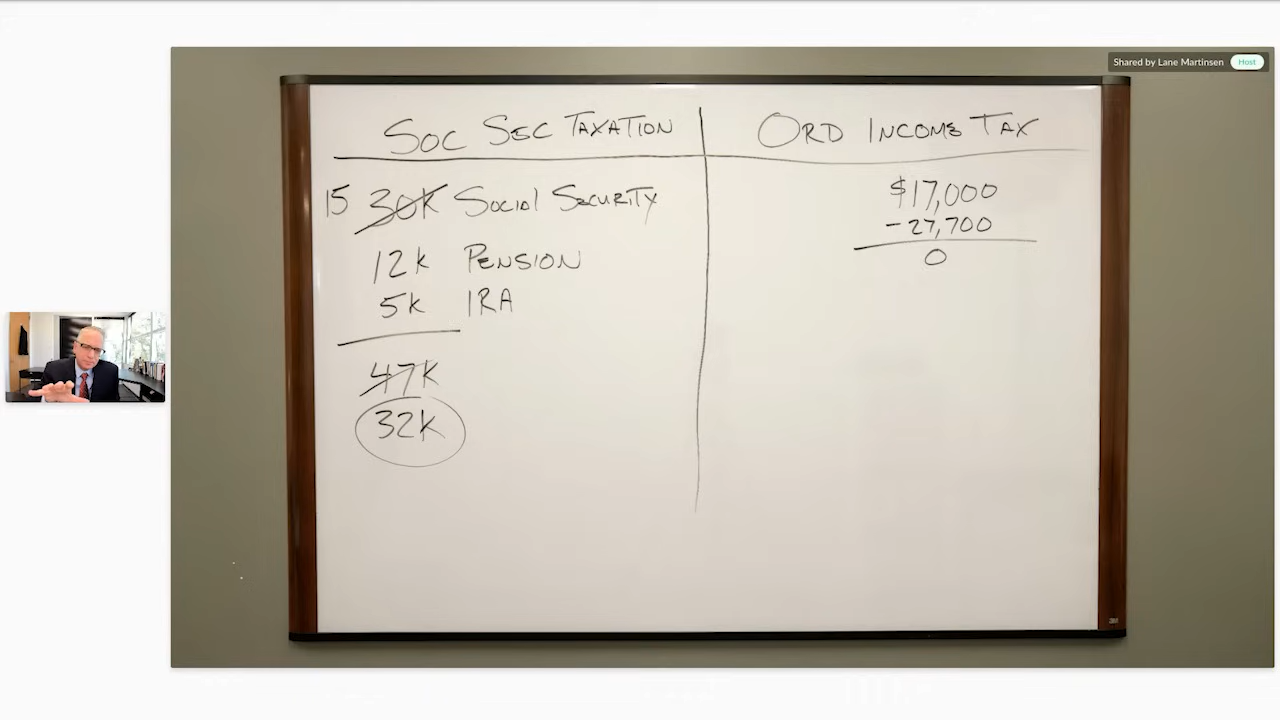 Shared by Lane Martinsen Host
SOC SEC TAXATION
15 30K SOCIAL SECURITY
12K PENSION
5K IRA
47K
32K
ORD INCOME TAX
$17,000
-27,700
0